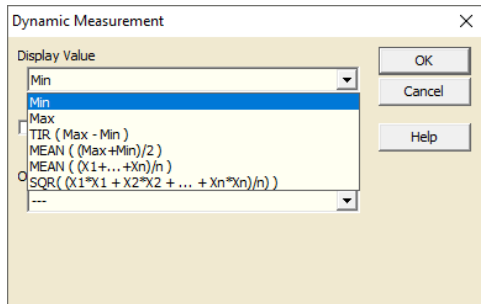 Dynamic Measurement
Display Value
OK
Min
Cancel
Min
Max
TIR ( Max - Min )
Help
MEAN ( (Max+Min)/2 )
MEAN ( (X1+...+Xn)/n )
SQR( (X1*X1 + X2*X2 + ... + Xn*Xn)/n) )
O
---